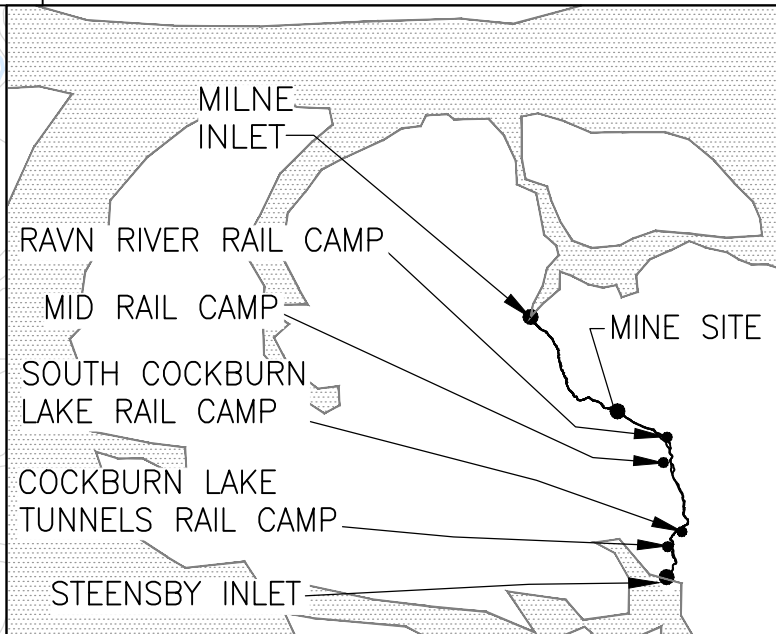 MILNE
INLET
RAVN RIVER RAIL CAMP
MID RAIL CAMP
MINE SITE
SOUTH COCKBURN
LAKE RAIL CAMP
COCKBURN LAKE
TUNNELS RAIL CAMP
STEENSBY INLET